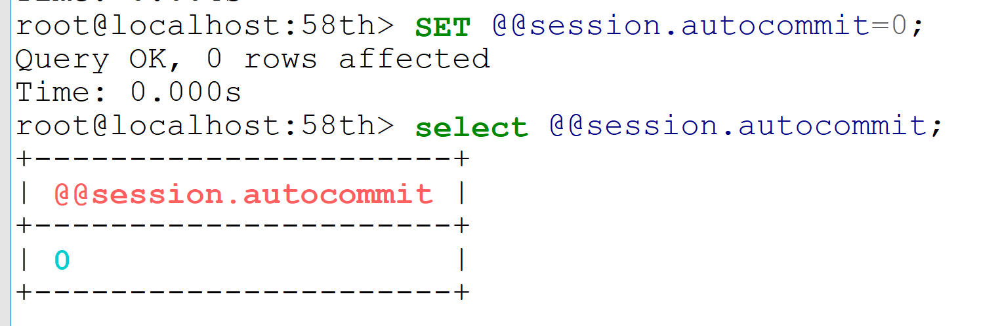 root@localhost:58th> SET @@session.autocommit=0;
Query OK, 0 rows affected
Time: 0.000s
root@localhost:58th> select @@session.autocommit;
+----------------------+
| @@session.autocommit |
+----------------------+
| 0                    |
+----------------------+